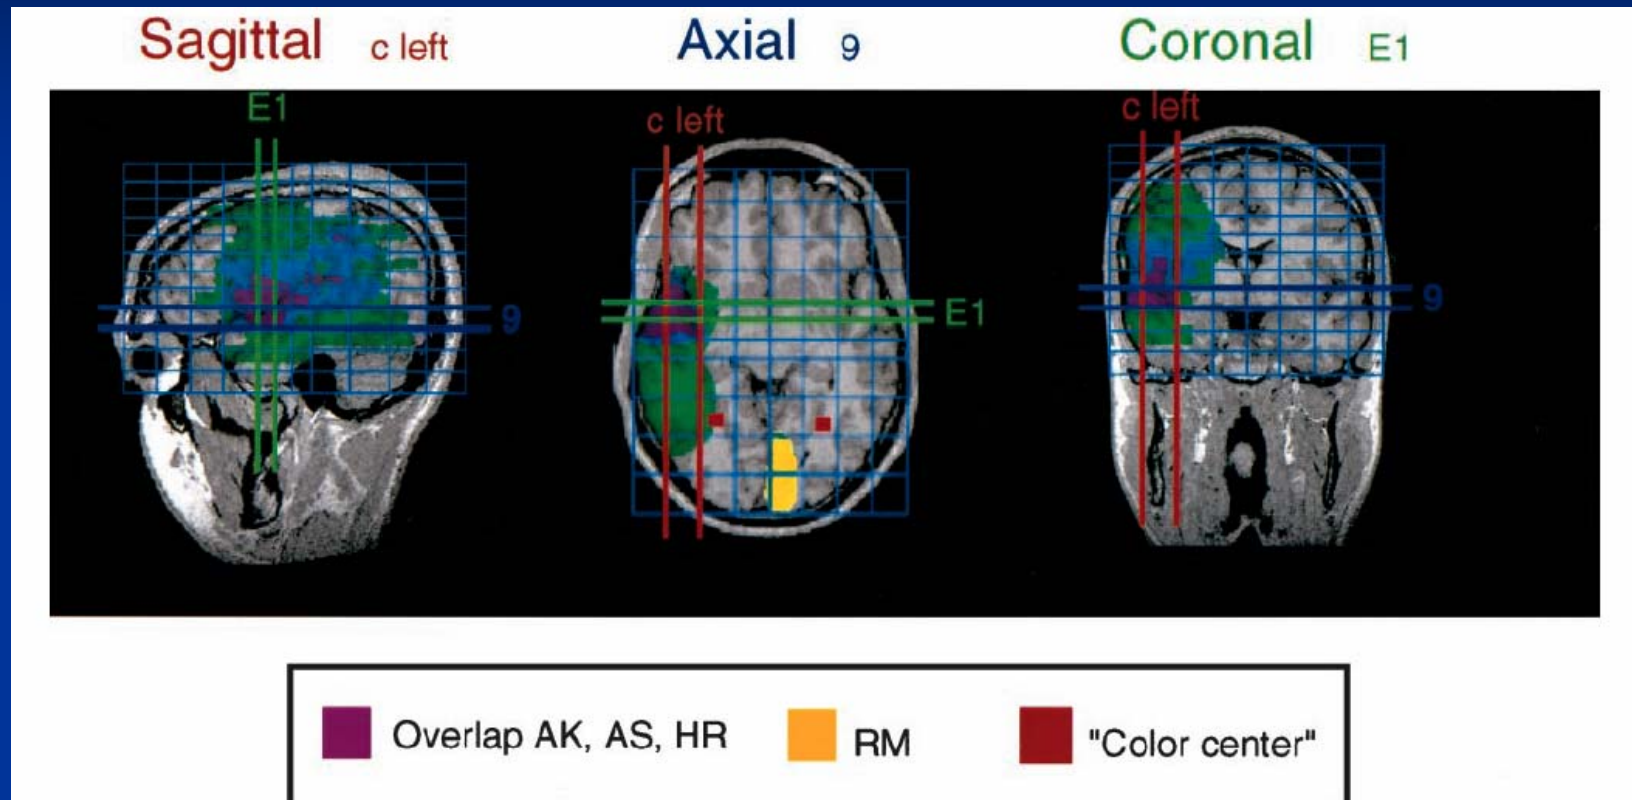 Sagittal c left
Axial 9
Coronal E1
E1
9
c left
E1
c left
9
Overlap AK, AS, HR
RM
"Color center"